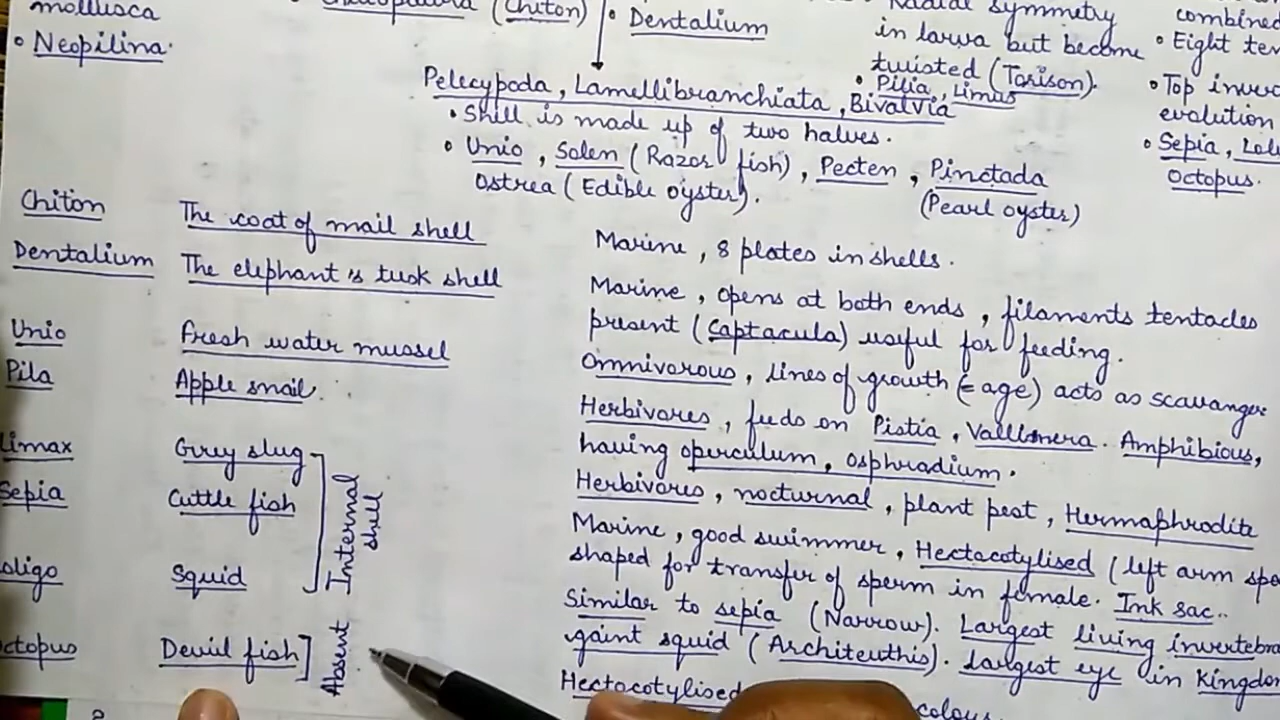 mollusca
• Neopilina.
(Chiton)
• Dentalium
Radial symmetry
in larva but become
twisted (Torison).
• Pilia, Limus
combined
• Eight ten
• Top inver
evolution
• Sepia, Lol
Octopus.
Pelecypoda, Lamellibranchiata, Bivalvia
• Shell is made up of two halves.
• Unio, Solen (Razor fish), Pecten, Pinctada
(Pearl oyster)
Ostrea (Edible oyster).
Chiton The coat of mail shell Marine, 8 plates in shells.
Dentalium The elephant's tusk shell Marine, opens at both ends, filaments tentacles
present (Captacula) useful for feeding.
Unio Fresh water mussel Omnivorous, lines of growth (= age) acts as scavanger
Pila Apple snail. Herbivores, feeds on Pistia, Vallisnera. Amphibious,
having operculum, osphradium.
Limax Grey slug Herbivores, nocturnal, plant pest, Hermaphrodite
Sepia Cuttle fish Marine, good swimmer, Hectacotylised (left arm spo
shaped for transfer of sperm in female. Ink sac..
oligo Squid Similar to sepia (Narrow). Largest living invertebra
gaint squid (Architeuthis). largest eye in Kingdo
Internal shell
ctopus Devil fish Absent
Hectocotylised colour